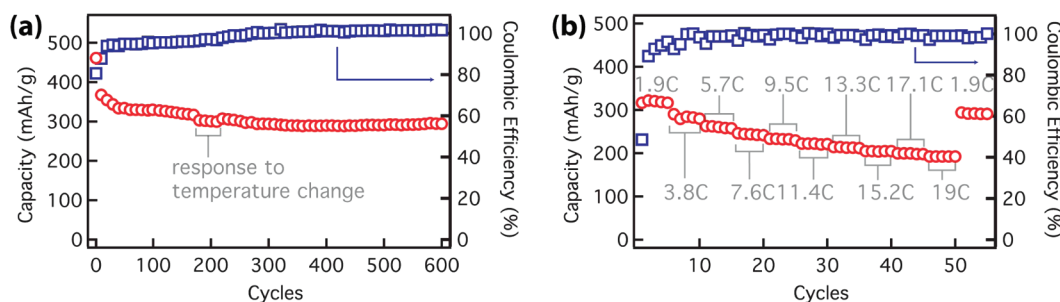 (a)
Capacity (mAh/g)
500
400
300
200
100
0
response to
temperature change
0
100
200
300
400
500
600
Cycles
100
80
60
40
20
0
Coulombic Efficiency (%)
(b)
Capacity (mAh/g)
500
400
300
200
100
0
1.9C
5.7C
9.5C
13.3C
17.1C
1.9C
3.8C
7.6C
11.4C
15.2C
19C
10
20
30
40
50
Cycles
100
80
60
40
20
0
Coulombic Efficiency (%)